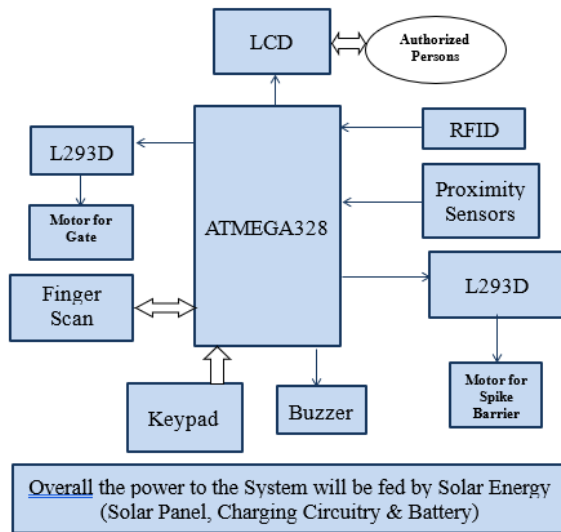 LCD
Authorized
Persons
L293D
RFID
Motor for
Gate
ATMEGA328
Proximity
Sensors
Finger
Scan
L293D
Keypad
Buzzer
Motor for
Spike
Barrier
Overall the power to the System will be fed by Solar Energy
(Solar Panel, Charging Circuitry & Battery)